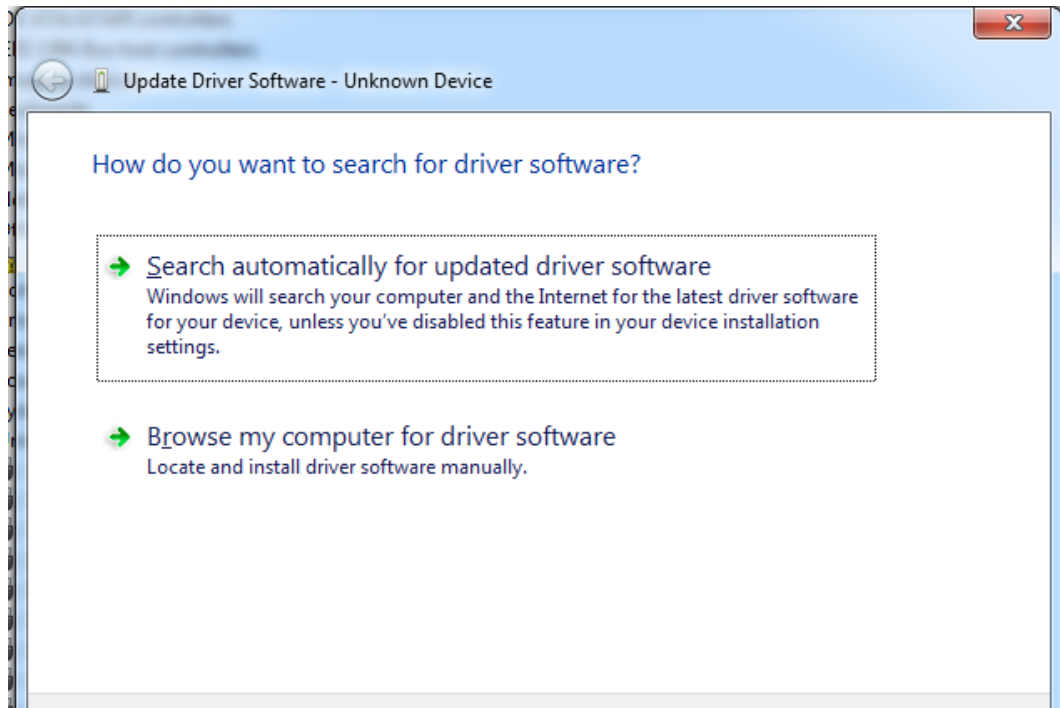 Update Driver Software - Unknown Device
How do you want to search for driver software?
Search automatically for updated driver software
Windows will search your computer and the Internet for the latest driver software
for your device, unless you've disabled this feature in your device installation
settings.
Browse my computer for driver software
Locate and install driver software manually.